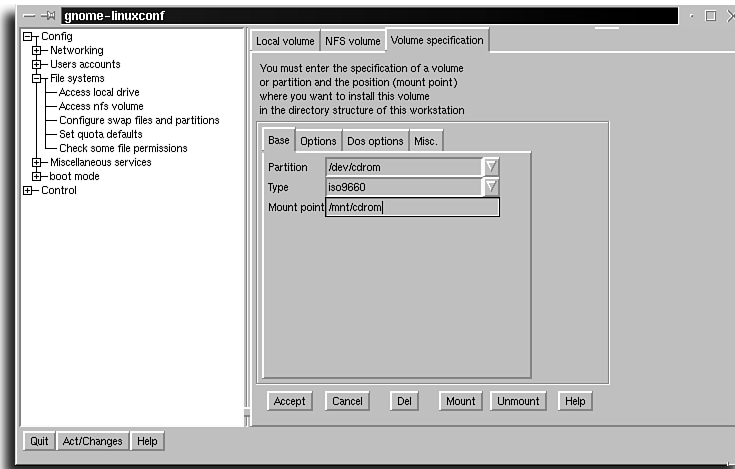 gnome-linuxconf
Config
Networking
Users accounts
File systems
Access local drive
Access nfs volume
Configure swap files and partitions
Set quota defaults
Check some file permissions
Miscellaneous services
boot mode
Control
Local volume NFS volume Volume specification
You must enter the specification of a volume
or partition and the position (mount point)
where you want to install this volume
in the directory structure of this workstation
Base Options Dos options Misc.
Partition /dev/cdrom
Type iso9660
Mount point /mnt/cdrom
Accept Cancel Del Mount Unmount Help
Quit Act/Changes Help